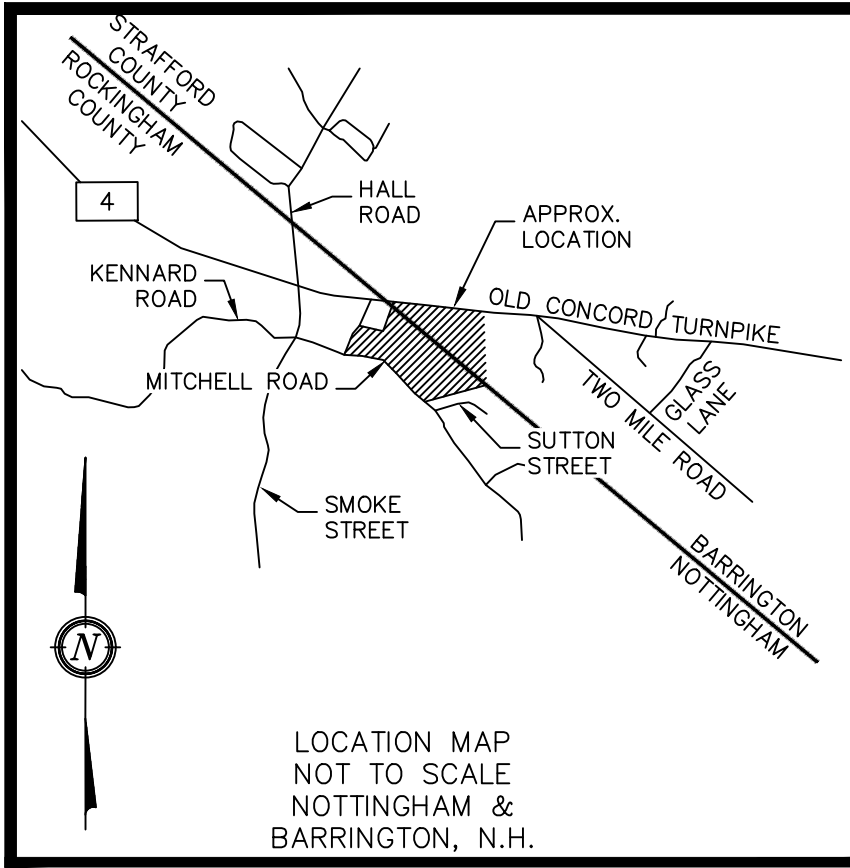 STRAFFORD
COUNTY
ROCKINGHAM
COUNTY
4
HALL
ROAD
APPROX.
LOCATION
KENNARD
ROAD
OLD CONCORD TURNPIKE
MITCHELL ROAD
TWO MILE ROAD
GLASS
LANE
SUTTON
STREET
SMOKE
STREET
BARRINGTON
NOTTINGHAM
N
LOCATION MAP
NOT TO SCALE
NOTTINGHAM &
BARRINGTON, N.H.